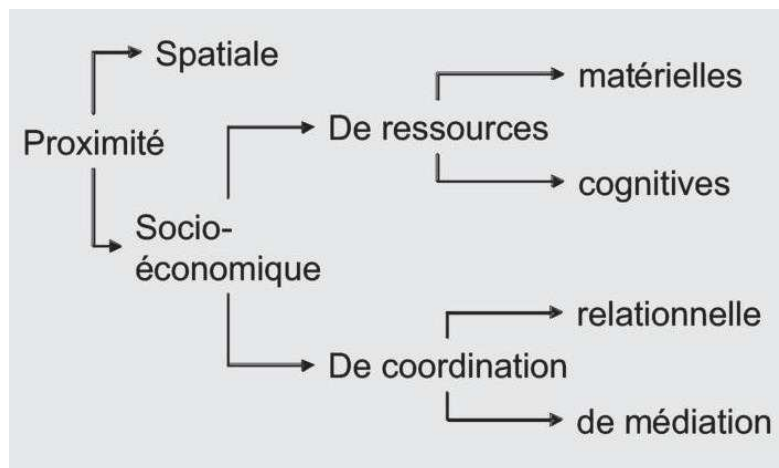 Spatiale
matérielles
De ressources
Proximité
cognitives
Socio-
économique
relationnelle
De coordination
de médiation